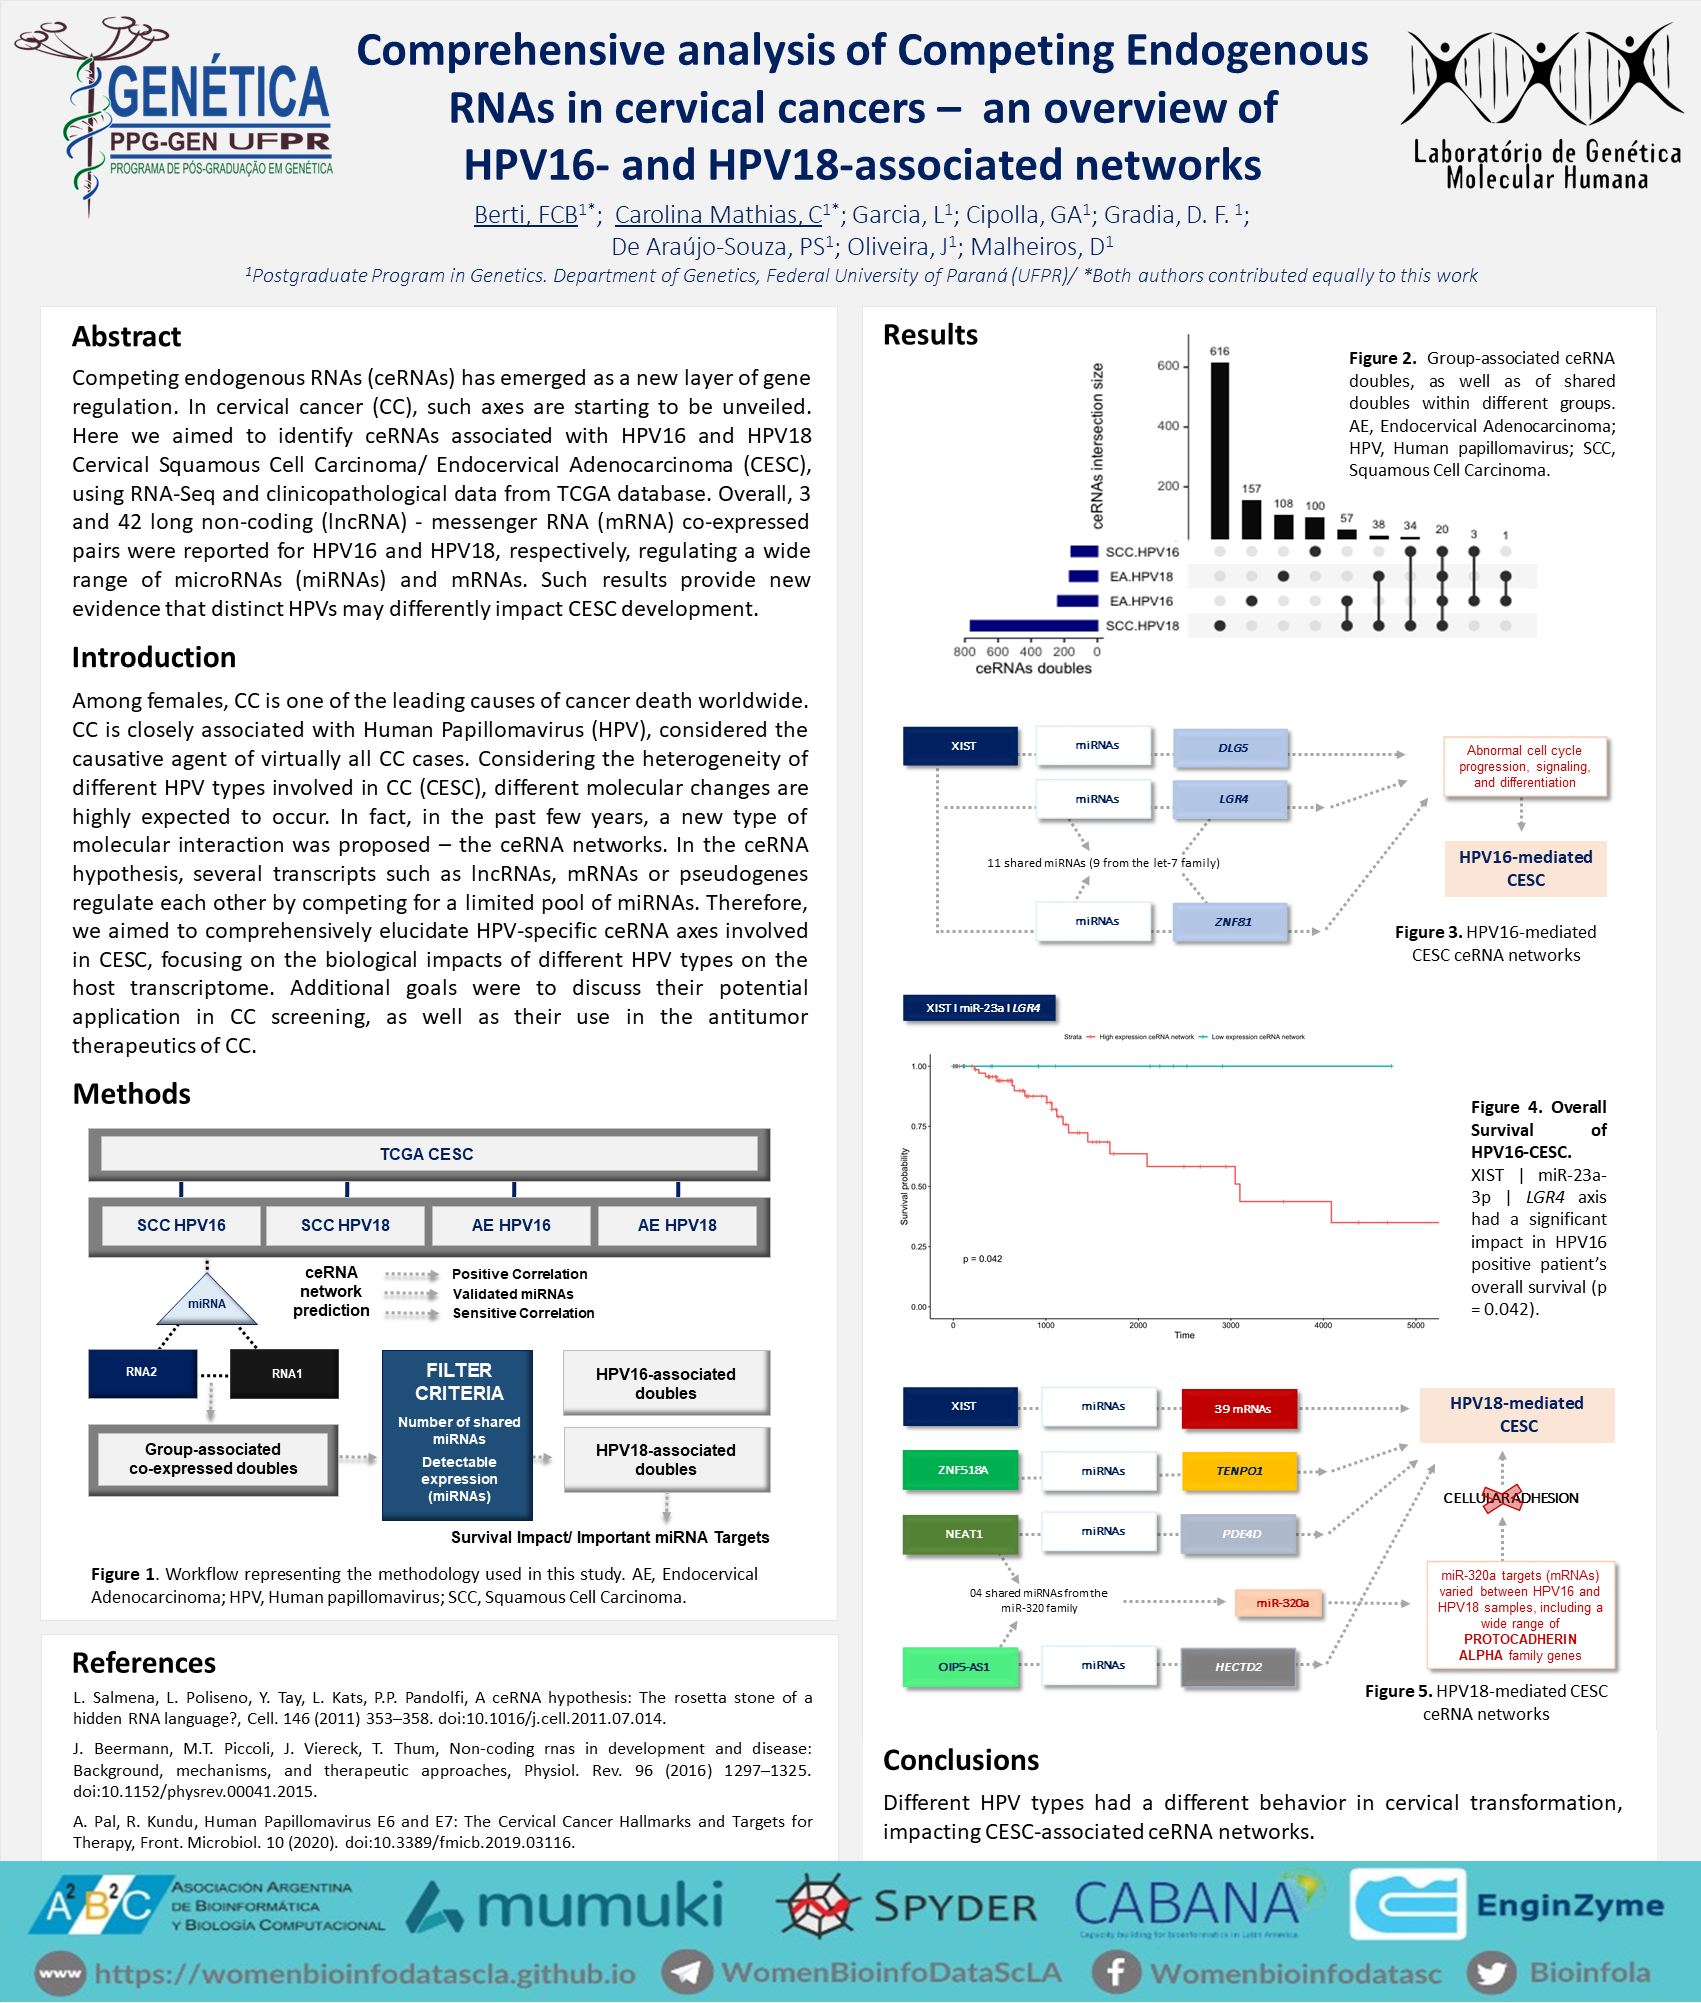 GENÉTICA
PPG-GEN UFPR
PROGRAMA DE PÓS-GRADUAÇÃO EM GENÉTICA
Comprehensive analysis of Competing Endogenous
RNAs in cervical cancers – an overview of
HPV16- and HPV18-associated networks
Laboratório de Genética
Molecular Humana
Berti, FCB1*; Carolina Mathias, C1*; Garcia, L1; Cipolla, GA1; Gradia, D. F. 1;
De Araújo-Souza, PS1; Oliveira, J1; Malheiros, D1
1Postgraduate Program in Genetics. Department of Genetics, Federal University of Paraná (UFPR)/ *Both authors contributed equally to this work
Abstract
Competing endogenous RNAs (ceRNAs) has emerged as a new layer of gene
regulation. In cervical cancer (CC), such axes are starting to be unveiled.
Here we aimed to identify ceRNAs associated with HPV16 and HPV18
Cervical Squamous Cell Carcinoma/ Endocervical Adenocarcinoma (CESC),
using RNA-Seq and clinicopathological data from TCGA database. Overall, 3
and 42 long non-coding (lncRNA) - messenger RNA (mRNA) co-expressed
pairs were reported for HPV16 and HPV18, respectively, regulating a wide
range of microRNAs (miRNAs) and mRNAs. Such results provide new
evidence that distinct HPVs may differently impact CESC development.
Introduction
Among females, CC is one of the leading causes of cancer death worldwide.
CC is closely associated with Human Papillomavirus (HPV), considered the
causative agent of virtually all CC cases. Considering the heterogeneity of
different HPV types involved in CC (CESC), different molecular changes are
highly expected to occur. In fact, in the past few years, a new type of
molecular interaction was proposed – the ceRNA networks. In the ceRNA
hypothesis, several transcripts such as lncRNAs, mRNAs or pseudogenes
regulate each other by competing for a limited pool of miRNAs. Therefore,
we aimed to comprehensively elucidate HPV-specific ceRNA axes involved
in CESC, focusing on the biological impacts of different HPV types on the
host transcriptome. Additional goals were to discuss their potential
application in CC screening, as well as their use in the antitumor
therapeutics of CC.
Methods
TCGA CESC
SCC HPV16
SCC HPV18
AE HPV16
AE HPV18
miRNA
ceRNA
network
prediction
Positive Correlation
Validated miRNAs
Sensitive Correlation
RNA2
RNA1
Group-associated
co-expressed doubles
FILTER
CRITERIA
Number of shared
miRNAs
Detectable
expression
(miRNAs)
HPV16-associated
doubles
HPV18-associated
doubles
Survival Impact/ Important miRNA Targets
Figure 1. Workflow representing the methodology used in this study. AE, Endocervical
Adenocarcinoma; HPV, Human papillomavirus; SCC, Squamous Cell Carcinoma.
References
L. Salmena, L. Poliseno, Y. Tay, L. Kats, P.P. Pandolfi, A ceRNA hypothesis: The rosetta stone of a
hidden RNA language?, Cell. 146 (2011) 353–358. doi:10.1016/j.cell.2011.07.014.
J. Beermann, M.T. Piccoli, J. Viereck, T. Thum, Non-coding rnas in development and disease:
Background, mechanisms, and therapeutic approaches, Physiol. Rev. 96 (2016) 1297–1325.
doi:10.1152/physrev.00041.2015.
A. Pal, R. Kundu, Human Papillomavirus E6 and E7: The Cervical Cancer Hallmarks and Targets for
Therapy, Front. Microbiol. 10 (2020). doi:10.3389/fmicb.2019.03116.
Results
ceRNAs intersection size
600
400
200
616
157
108
100
57
38
34
20
3
1
SCC.HPV16
EA.HPV18
EA.HPV16
SCC.HPV18
800 600 400 200 0
ceRNAs doubles
Figure 2. Group-associated ceRNA
doubles, as well as of shared
doubles within different groups.
AE, Endocervical Adenocarcinoma;
HPV, Human papillomavirus; SCC,
Squamous Cell Carcinoma.
XIST
miRNAs
DLG5
miRNAs
LGR4
11 shared miRNAs (9 from the let-7 family)
miRNAs
ZNF81
Abnormal cell cycle
progression, signaling,
and differentiation
HPV16-mediated
CESC
Figure 3. HPV16-mediated
CESC ceRNA networks
XIST I miR-23a I LGR4
Strata High expression ceRNA network Low expression ceRNA network
Survival probability
1.00
0.75
0.50
0.25
0.00
p = 0.042
0 1000 2000 3000 4000 5000
Time
Figure 4. Overall
Survival of
HPV16-CESC.
XIST | miR-23a-
3p | LGR4 axis
had a significant
impact in HPV16
positive patient's
overall survival (p
= 0.042).
XIST
miRNAs
39 mRNAs
ZNF518A
miRNAs
TENPO1
NEAT1
miRNAs
PDE4D
04 shared miRNAs from the
miR-320 family
miR-320a
OIP5-AS1
miRNAs
HECTD2
HPV18-mediated
CESC
CELLULAR ADHESION
miR-320a targets (mRNAs)
varied between HPV16 and
HPV18 samples, including a
wide range of
PROTOCADHERIN
ALPHA family genes
Figure 5. HPV18-mediated CESC
ceRNA networks
Conclusions
Different HPV types had a different behavior in cervical transformation,
impacting CESC-associated ceRNA networks.
A2B2C
ASOCIACIÓN ARGENTINA
DE BIOINFORMÁTICA
Y BIOLOGÍA COMPUTACIONAL
mumuki
SPYDER
CABANA
Capacity building for bioinformatics in Latin America
EnginZyme
www https://womenbioinfodatascla.github.io
WomenBioinfoDataScLA
f Womenbioinfodatasc
Bioinfola